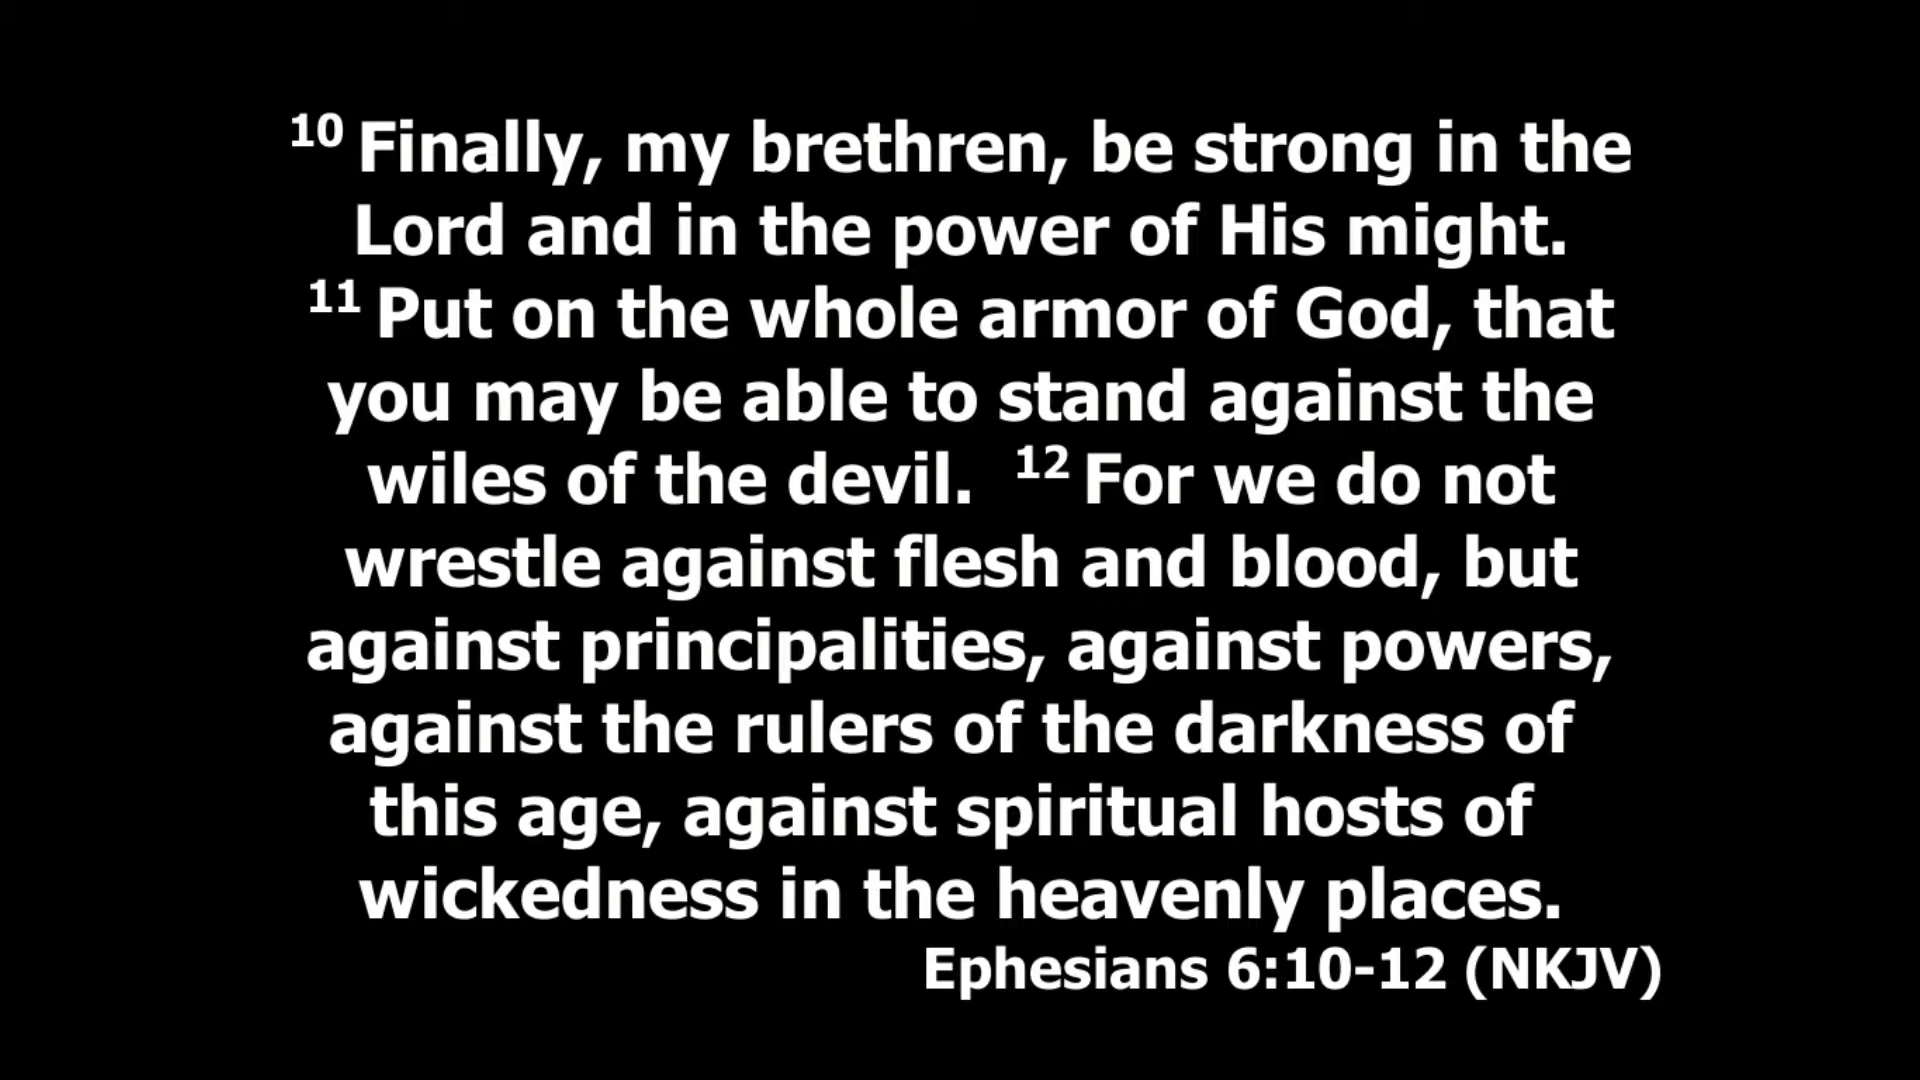 10 Finally, my brethren, be strong in the
Lord and in the power of His might.
11 Put on the whole armor of God, that
you may be able to stand against the
wiles of the devil.  12 For we do not
wrestle against flesh and blood, but
against principalities, against powers,
against the rulers of the darkness of
this age, against spiritual hosts of
wickedness in the heavenly places.
Ephesians 6:10-12 (NKJV)